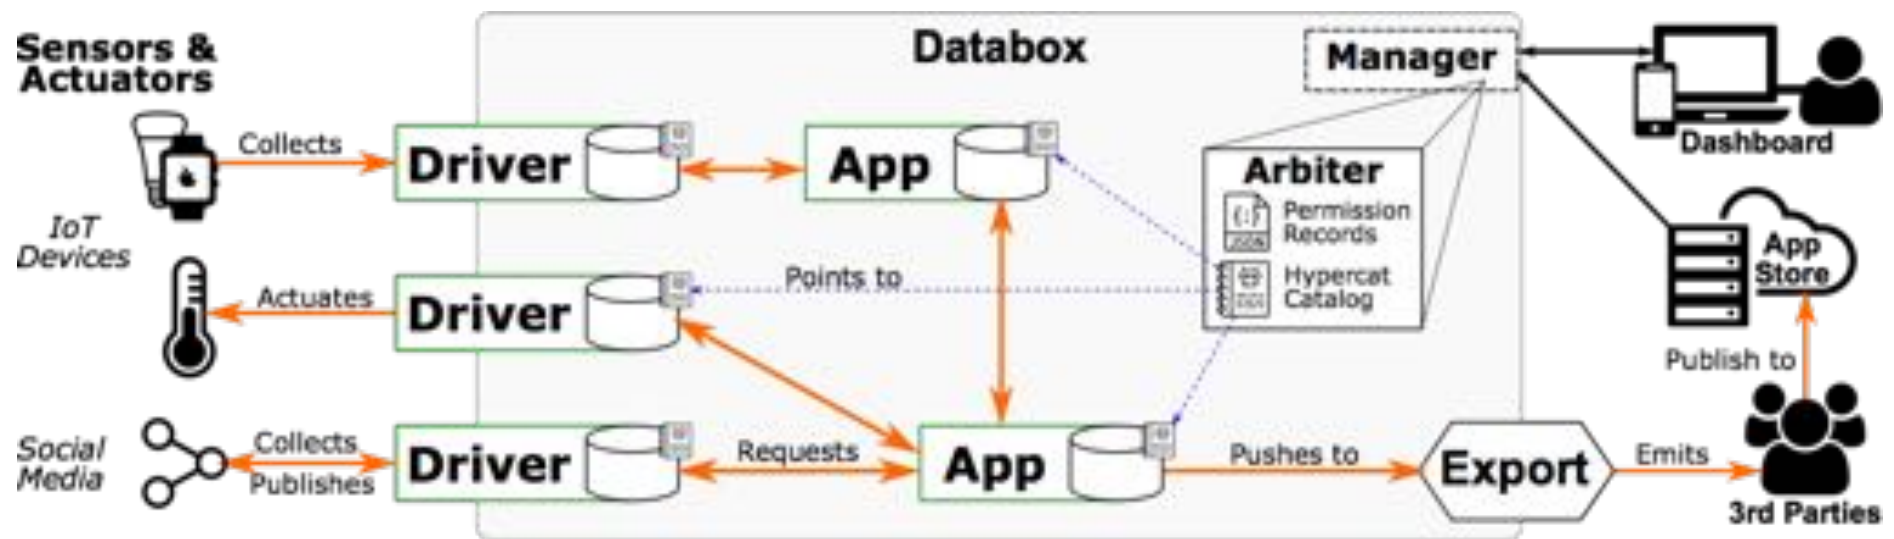 Sensors &
Actuators
Databox
Manager
Dashboard
Collects
Driver
App
Arbiter
{:}
JSON
Permission
Records
Hypercat
Catalog
IoT
Devices
App
Store
Points to
Actuates
Driver
Publish to
Social
Media
Collects
Publishes
Driver
Requests
App
Pushes to
Export
Emits
3rd Parties